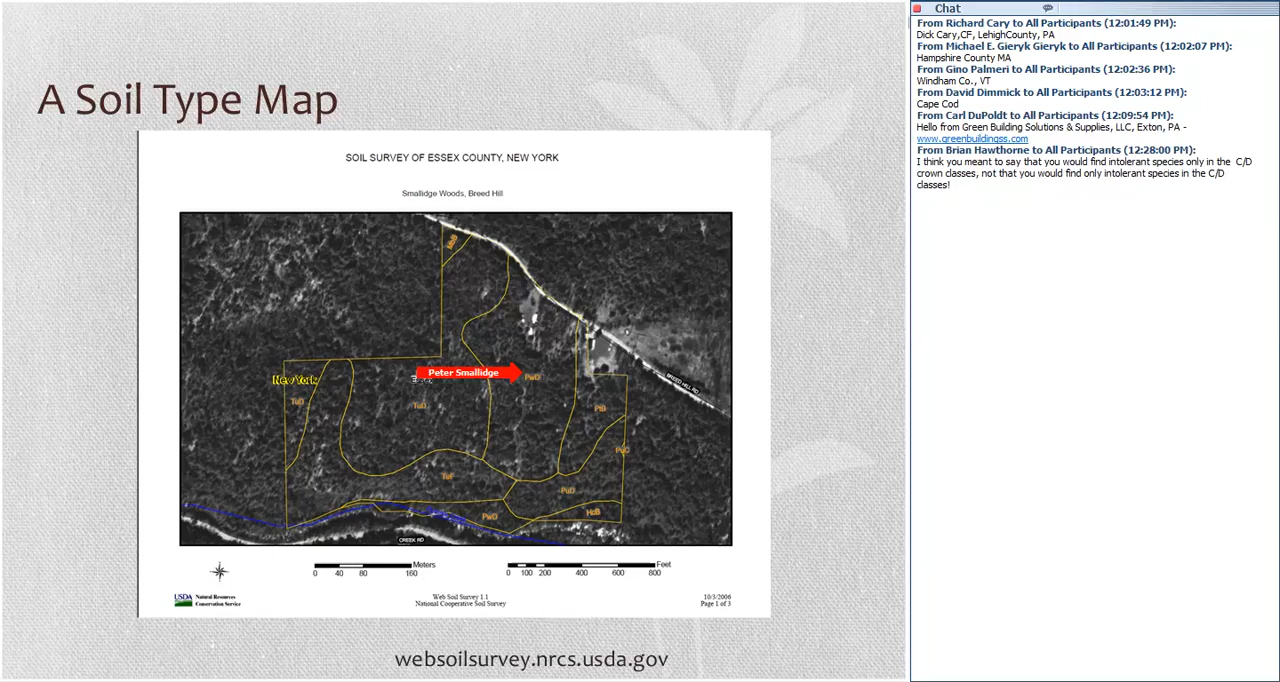 A Soil Type Map
SOIL SURVEY OF ESSEX COUNTY, NEW YORK
Smallidge Woods, Breed Hill
MbB
New York
Peter Smallidge
PwD
TuD
TuD
PtB
BREED HILL RD
PuC
TuF
PuD
PwD
HcB
CREEK RD
Meters
0 40 80 160
Feet
0 100 200 400 600 800
USDA Natural Resources
Conservation Service
Web Soil Survey 1.1
National Cooperative Soil Survey
10/3/2006
Page 1 of 3
websoilsurvey.nrcs.usda.gov
Chat
From Richard Cary to All Participants (12:01:49 PM):
Dick Cary,CF, LehighCounty, PA
From Michael E. Gieryk Gieryk to All Participants (12:02:07 PM):
Hampshire County MA
From Gino Palmeri to All Participants (12:02:36 PM):
Windham Co., VT
From David Dimmick to All Participants (12:03:12 PM):
Cape Cod
From Carl DuPoldt to All Participants (12:09:54 PM):
Hello from Green Building Solutions & Supplies, LLC, Exton, PA -
www.greenbuildingss.com
From Brian Hawthorne to All Participants (12:28:00 PM):
I think you meant to say that you would find intolerant species only in the C/D
crown classes, not that you would find only intolerant species in the C/D
classes!